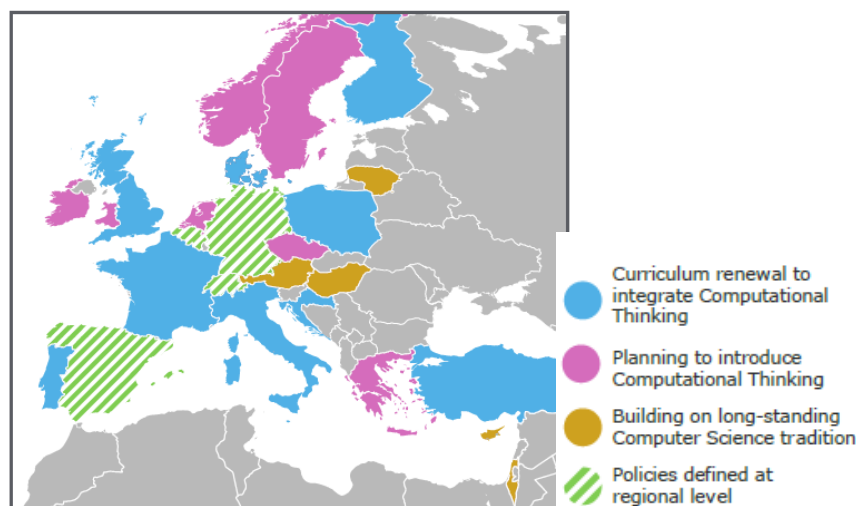 Curriculum renewal to
integrate Computational
Thinking
Planning to introduce
Computational Thinking
Building on long-standing
Computer Science tradition
Policies defined at
regional level